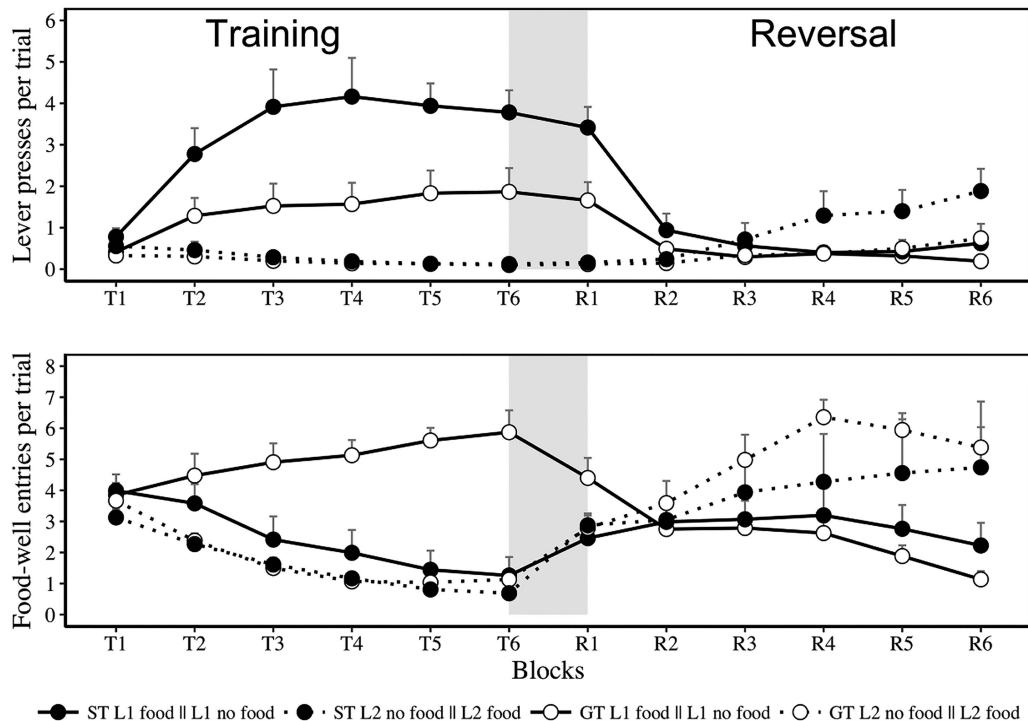 Training Reversal
Lever presses per trial
6
5
4
3
2
1
0
T1 T2 T3 T4 T5 T6 R1 R2 R3 R4 R5 R6
Food-well entries per trial
8
7
6
5
4
3
2
1
0
T1 T2 T3 T4 T5 T6 R1 R2 R3 R4 R5 R6
Blocks
ST L1 food || L1 no food ST L2 no food || L2 food GT L1 food || L1 no food GT L2 no food || L2 food